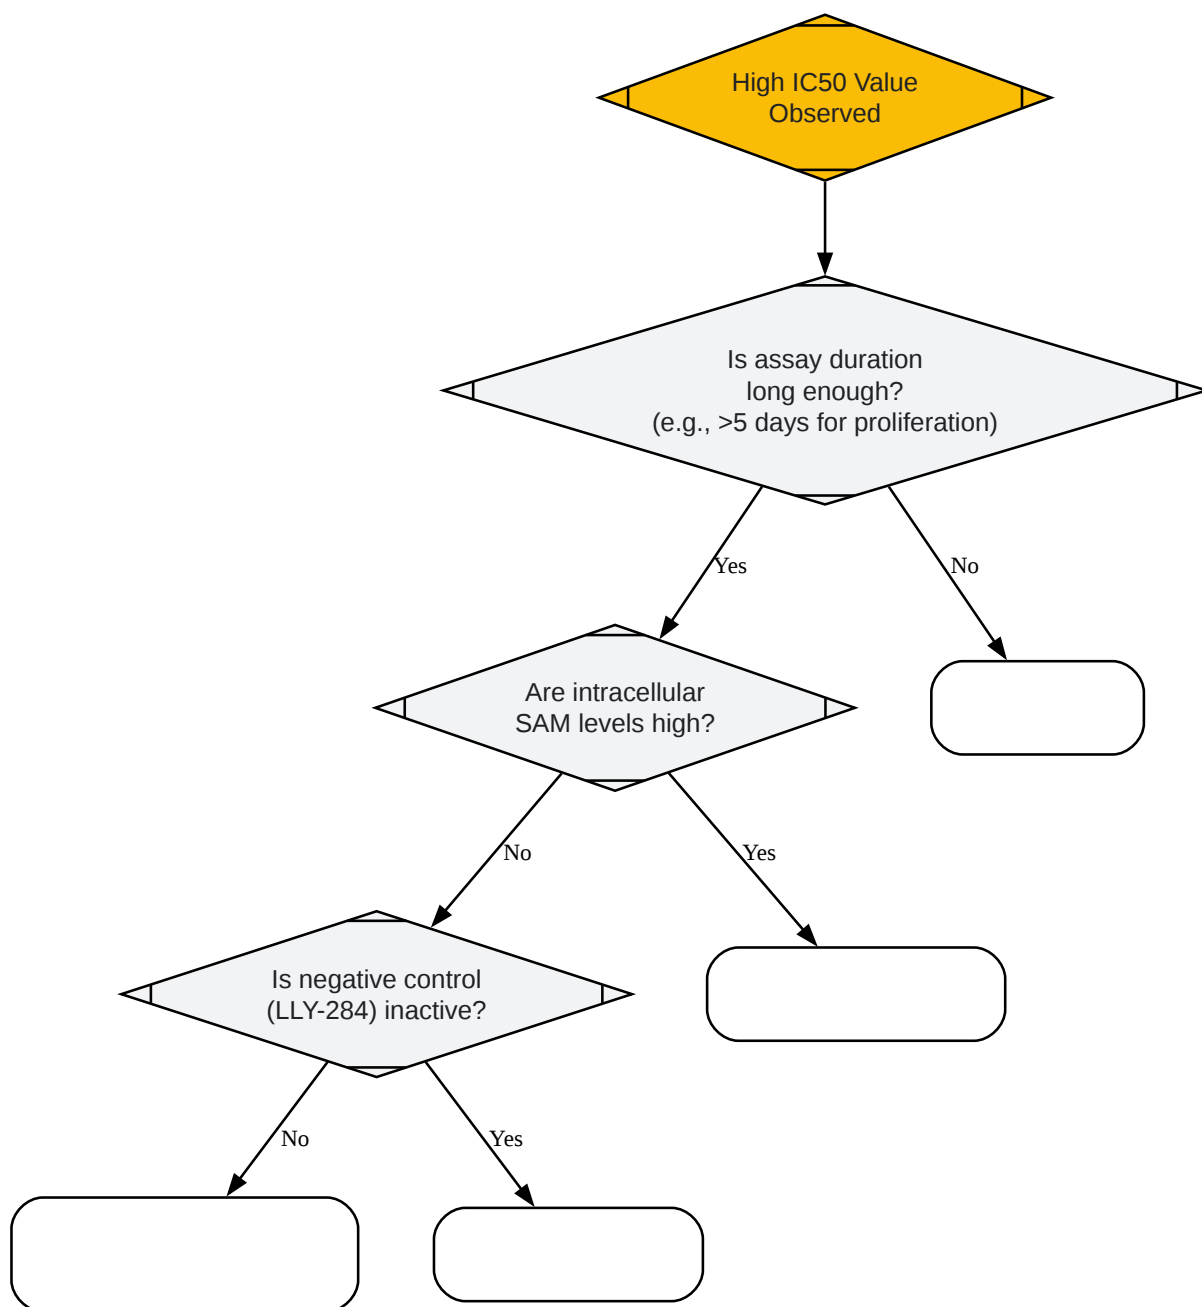 High IC50 Value
Observed
Is assay duration
long enough?
(e.g., >5 days for proliferation)
Yes
No
Are intracellular
SAM levels high?
No
Yes
Is negative control
(LLY-284) inactive?
No
Yes